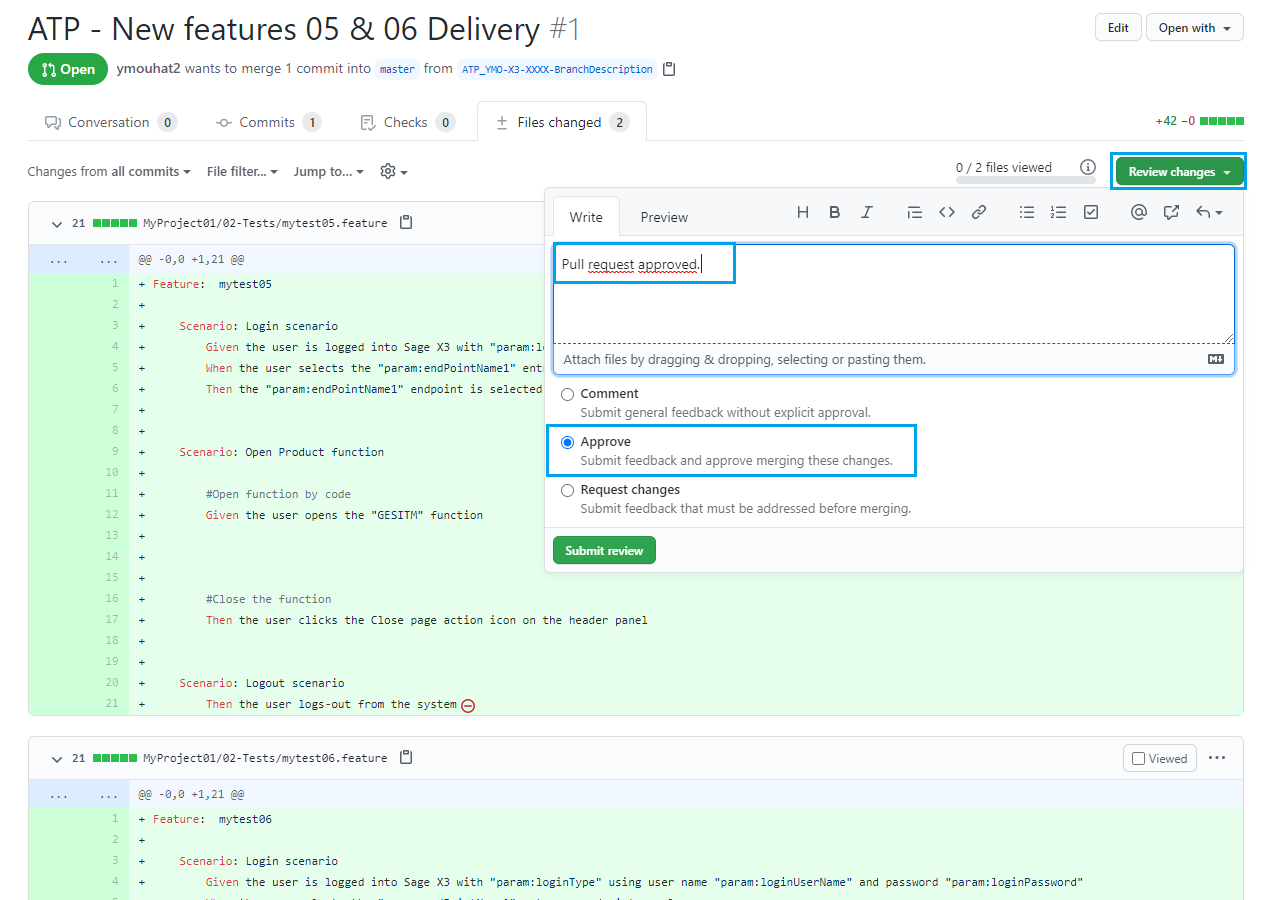 ATP - New features 05 & 06 Delivery #1
Edit
Open with
Open
ymouhat2 wants to merge 1 commit into master from ATP_YMO-X3-XXXX-BranchDescription
Conversation 0
Commits 1
Checks 0
Files changed 2
+42 −0
Changes from all commits
File filter...
Jump to...
0 / 2 files viewed
Review changes
21 MyProject01/02-Tests/mytest05.feature
Write
Preview
Pull request approved.
Attach files by dragging & dropping, selecting or pasting them.
Comment
Submit general feedback without explicit approval.
Approve
Submit feedback and approve merging these changes.
Request changes
Submit feedback that must be addressed before merging.
Submit review
... ... @@ -0,0 +1,21 @@
1 + Feature: mytest05
2 +
3 + Scenario: Login scenario
4 + Given the user is logged into Sage X3 with "param:lo
5 + When the user selects the "param:endPointName1" ent
6 + Then the "param:endPointName1" endpoint is selected
7 +
8 +
9 + Scenario: Open Product function
10 +
11 + #Open function by code
12 + Given the user opens the "GESITM" function
13 +
14 +
15 +
16 + #Close the function
17 + Then the user clicks the Close page action icon on the header panel
18 +
19 +
20 + Scenario: Logout scenario
21 + Then the user logs-out from the system
21 MyProject01/02-Tests/mytest06.feature
Viewed
... ... @@ -0,0 +1,21 @@
1 + Feature: mytest06
2 +
3 + Scenario: Login scenario
4 + Given the user is logged into Sage X3 with "param:loginType" using user name "param:loginUserName" and password "param:loginPassword"